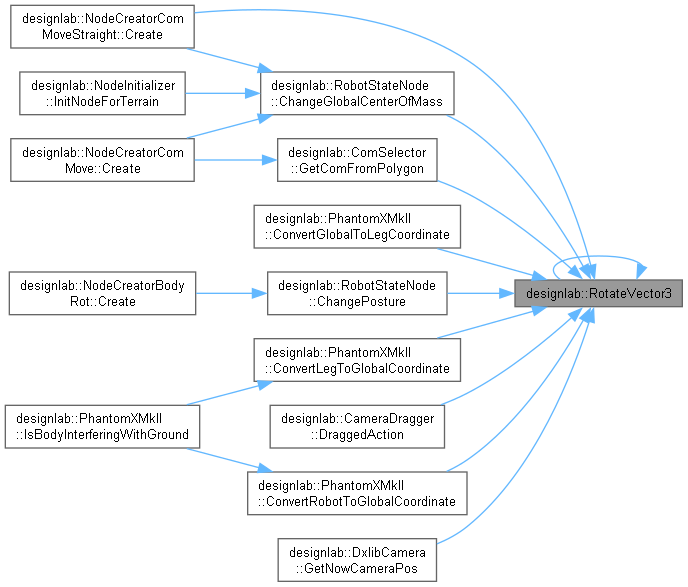 designlab::NodeCreatorCom
MoveStraight::Create
designlab::NodeInitializer
::InitNodeForTerrain
designlab::RobotStateNode
::ChangeGlobalCenterOfMass
designlab::NodeCreatorCom
Move::Create
designlab::ComSelector
::GetComFromPolygon
designlab::PhantomXMkII
::ConvertGlobalToLegCoordinate
designlab::NodeCreatorBody
Rot::Create
designlab::RobotStateNode
::ChangePosture
designlab::RotateVector3
designlab::PhantomXMkII
::ConvertLegToGlobalCoordinate
designlab::PhantomXMkII
::IsBodyInterferingWithGround
designlab::CameraDragger
::DraggedAction
designlab::PhantomXMkII
::ConvertRobotToGlobalCoordinate
designlab::DxlibCamera
::GetNowCameraPos